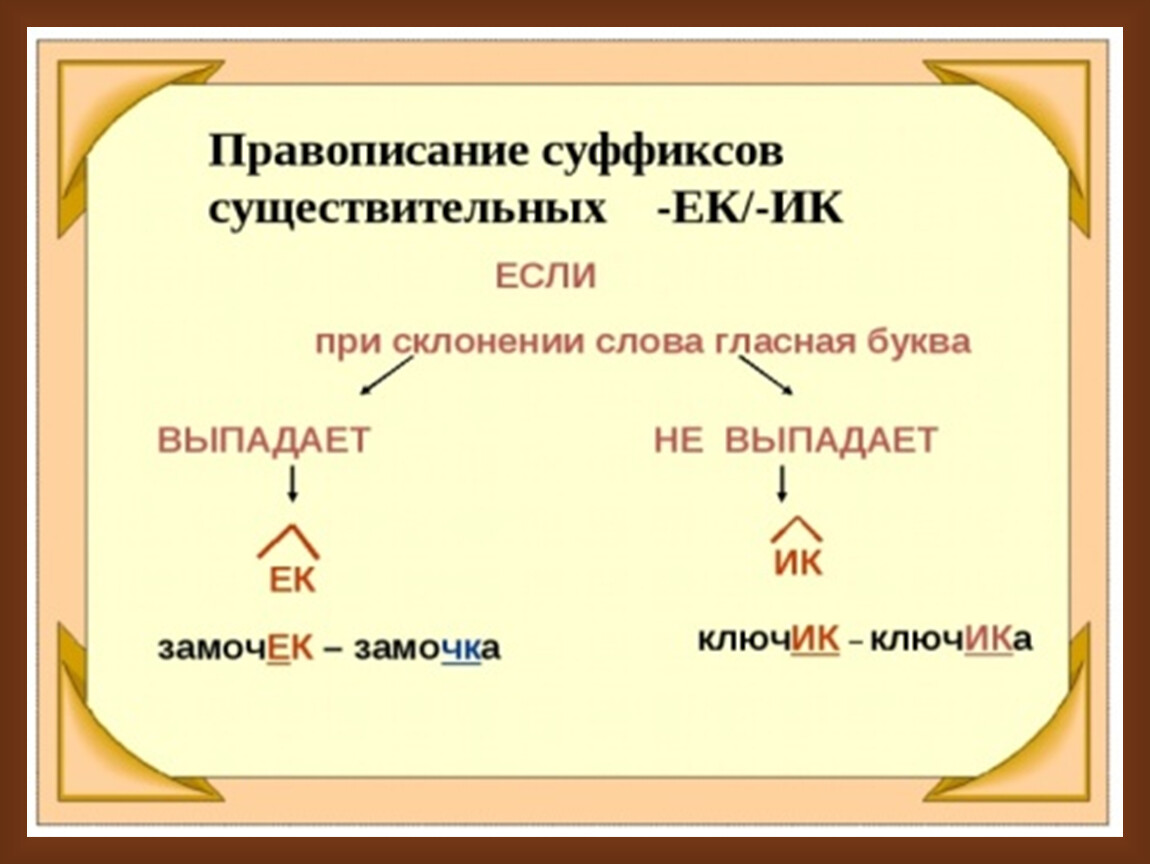 Правописание суффиксов
существительных -ЕК/-ИК
ЕСЛИ
при склонении слова гласная буква
ВЫПАДАЕТ НЕ ВЫПАДАЕТ
ЕК ИК
замочЕК – замочка ключИК – ключИКа